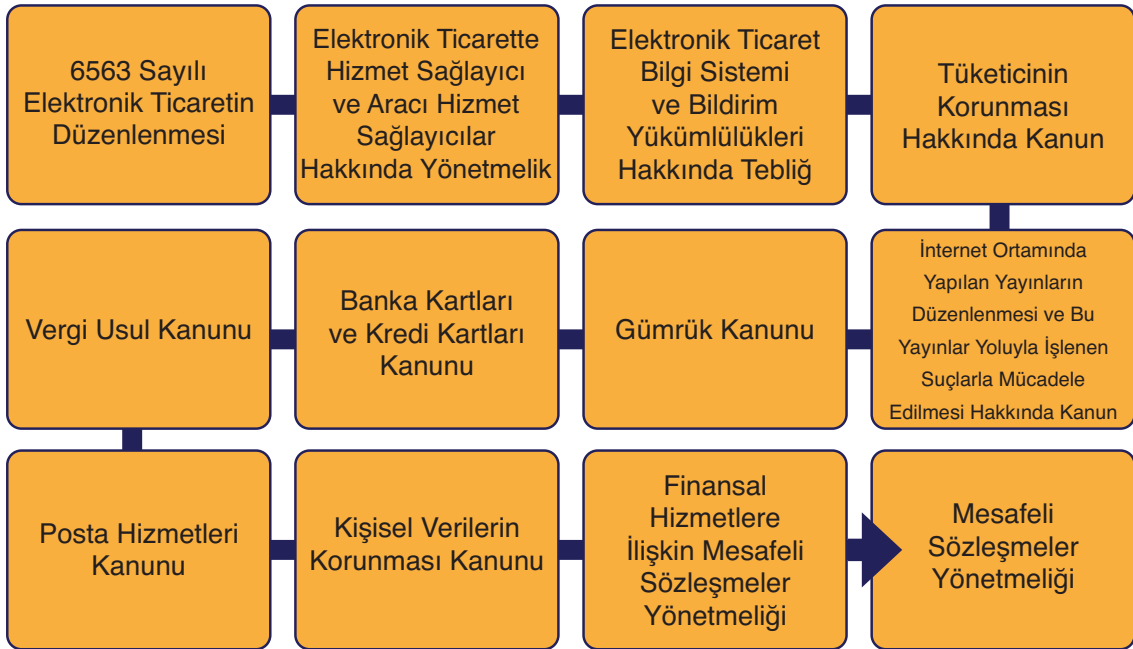 6563 Sayılı
Elektronik Ticaretin
Düzenlenmesi
Elektronik Ticarette
Hizmet Sağlayıcı
ve Aracı Hizmet
Sağlayıcılar
Hakkında Yönetmelik
Elektronik Ticaret
Bilgi Sistemi
ve Bildirim
Yükümlülükleri
Hakkında Tebliğ
Tüketicinin
Korunması
Hakkında Kanun
İnternet Ortamında
Yapılan Yayınların
Düzenlenmesi ve Bu
Yayınlar Yoluyla İşlenen
Suçlarla Mücadele
Edilmesi Hakkında Kanun
Gümrük Kanunu
Banka Kartları
ve Kredi Kartları
Kanunu
Vergi Usul Kanunu
Posta Hizmetleri
Kanunu
Kişisel Verilerin
Korunması Kanunu
Finansal
Hizmetlere
İlişkin Mesafeli
Sözleşmeler
Yönetmeliği
Mesafeli
Sözleşmeler
Yönetmeliği